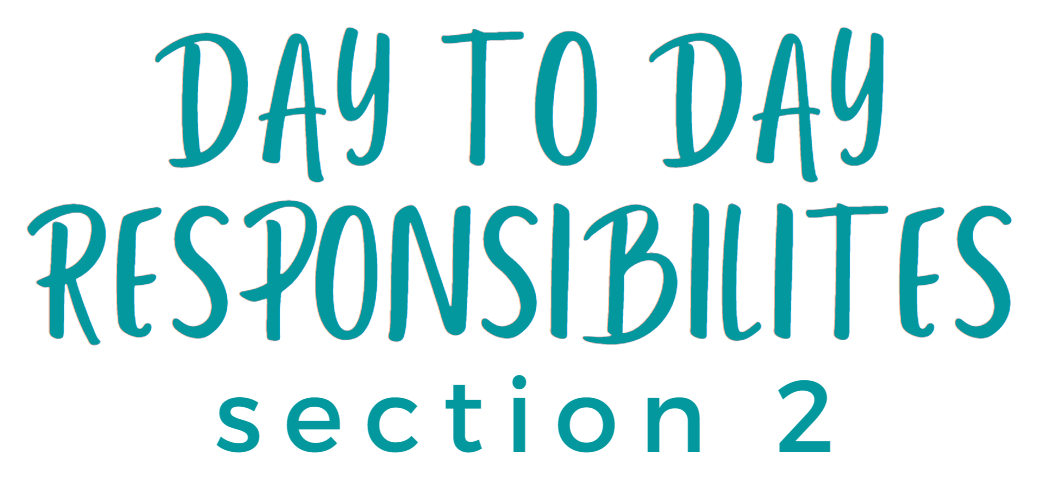 DAY TO DAY
RESPONSIBILITES
section 2